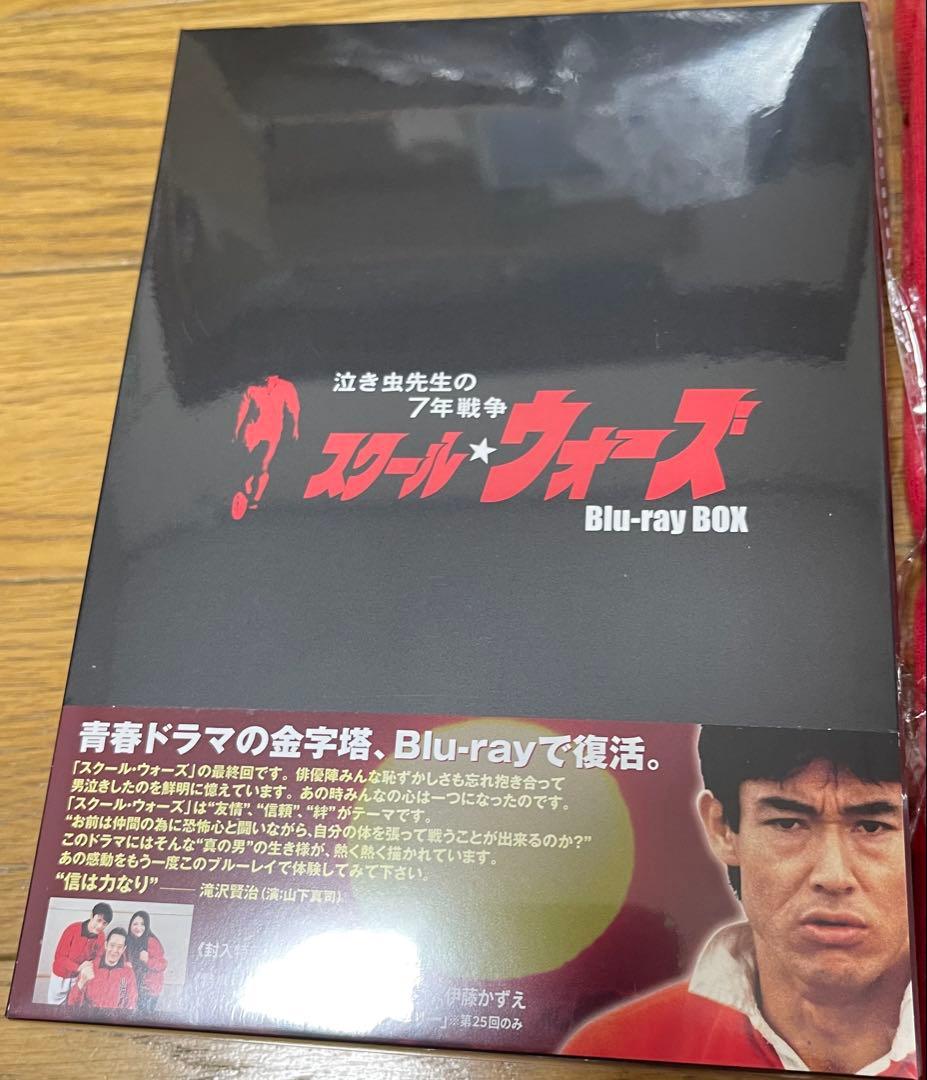 泣き虫先生の
7年戦争
スクール★ウォーズ
Blu-ray BOX
青春ドラマの金字塔、Blu-rayで復活。
「スクール・ウォーズ」の最終回です。俳優陣みんな恥ずかしさも忘れ抱き合って
男泣きしたのを鮮明に憶えています。あの時みんなの心は一つになったのです。
「スクール・ウォーズ」は“友情”、“信頼”、“絆”がテーマです。
“お前は仲間の為に恐怖心と闘いながら、自分の体を張って戦うことが出来るのか?”
このドラマにはそんな“真の男”の生き様が、熱く熱く描かれています。
あの感動をもう一度このブルーレイで体験してみて下さい。
“信は力なり”―― 滝沢賢治(演:山下真司)
《封入特
伊藤かずえ
リー」※第25回のみ